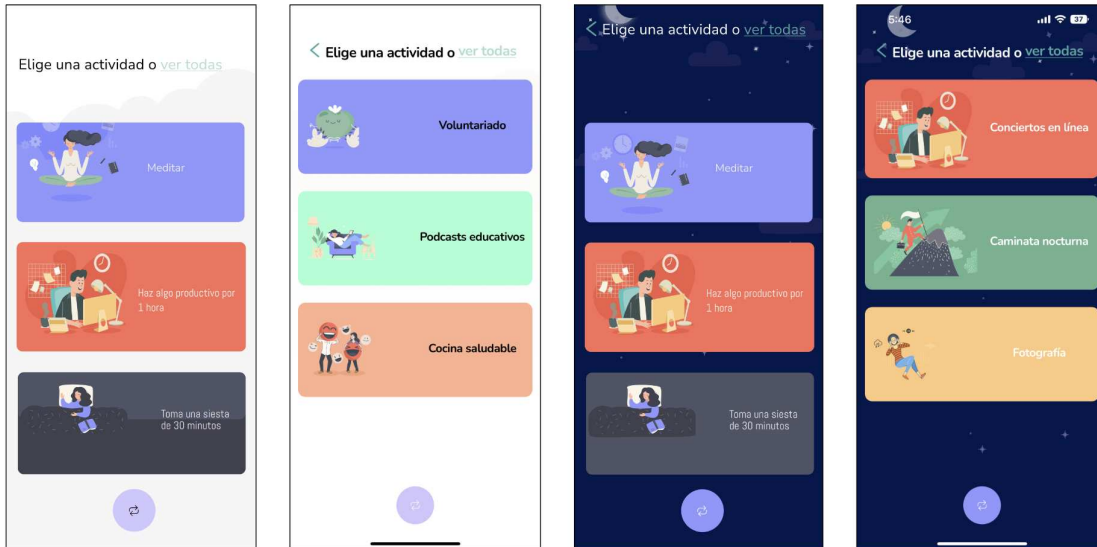 Elige una actividad o ver todas
Meditar
Haz algo productivo por
1 hora
Toma una siesta
de 30 minutos
Elige una actividad o ver todas
Voluntariado
Podcasts educativos
Cocina saludable
Elige una actividad o ver todas
Meditar
Haz algo productivo por
1 hora
Toma una siesta
de 30 minutos
5:46
37
Elige una actividad o ver todas
Conciertos en línea
Caminata nocturna
Fotografía